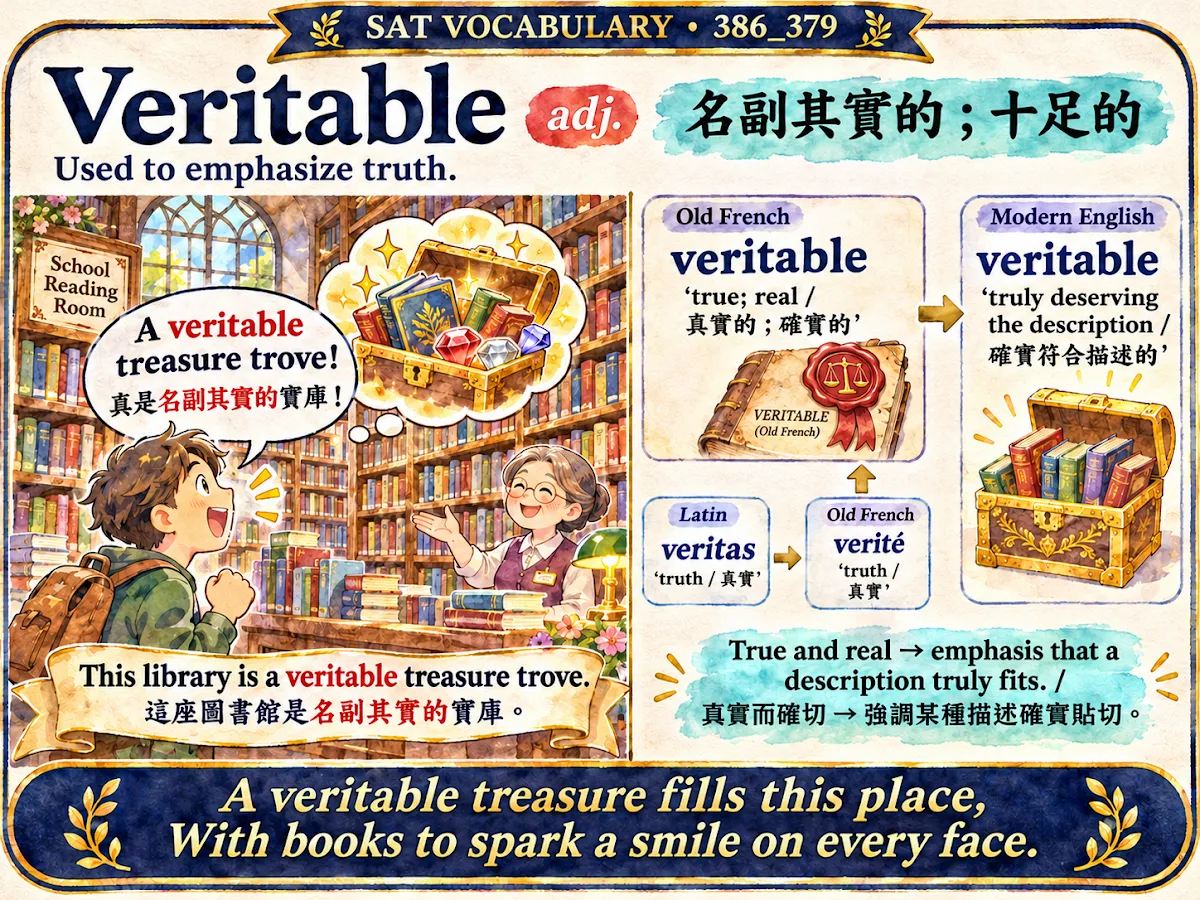 SAT VOCABULARY • 386_379
Veritable
adj.
名副其實的；十足的
Used to emphasize truth.
School
Reading
Room
A veritable
treasure trove!
真是名副其實的寶庫！
This library is a veritable treasure trove.
這座圖書館是名副其實的寶庫。
Old French
veritable
‘true; real /
真實的；確實的’
VERITABLE
(Old French)
Latin
veritas
‘truth / 真實’
Old French
verité
‘truth /
真實’
Modern English
veritable
‘truly deserving
the description /
確實符合描述的’
True and real → emphasis that a
description truly fits. /
真實而確切 → 強調某種描述確實貼切。
A veritable treasure fills this place,
With books to spark a smile on every face.